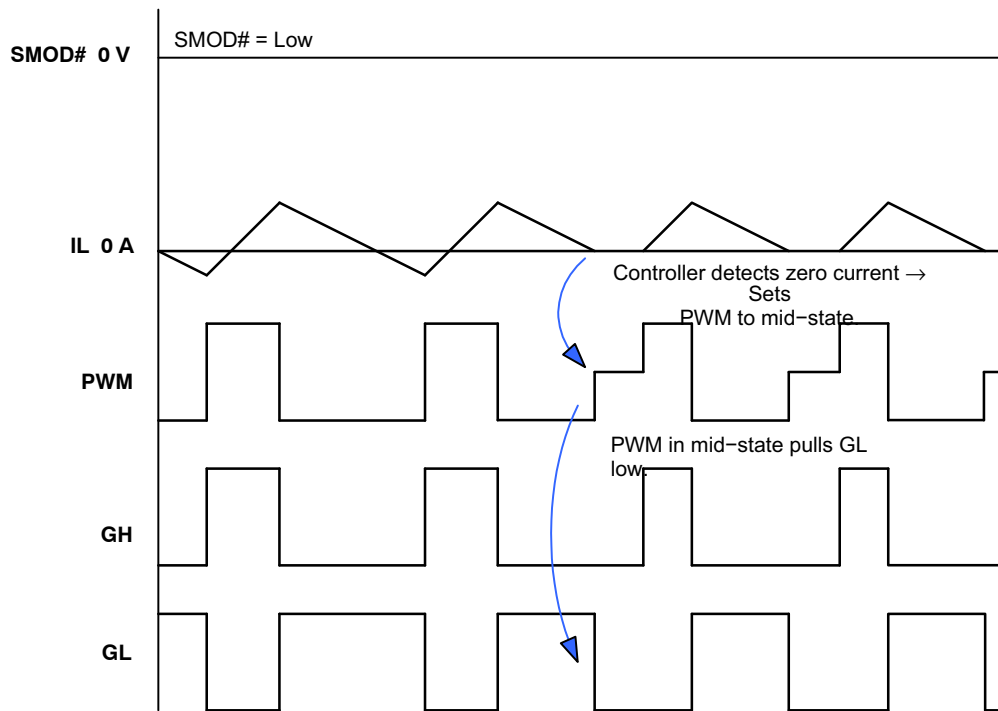 SMOD# = Low
SMOD# 0 V
IL 0 A
Controller detects zero current →
Sets
PWM to mid−state.
PWM
PWM in mid−state pulls GL
low.
GH
GL